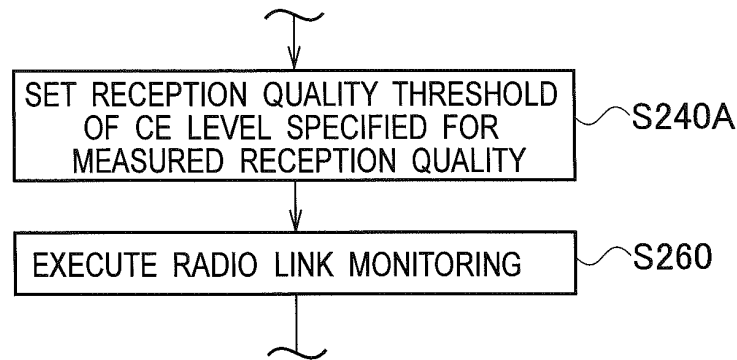 SET RECEPTION QUALITY THRESHOLD
OF CE LEVEL SPECIFIED FOR
MEASURED RECEPTION QUALITY
S240A
EXECUTE RADIO LINK MONITORING
S260